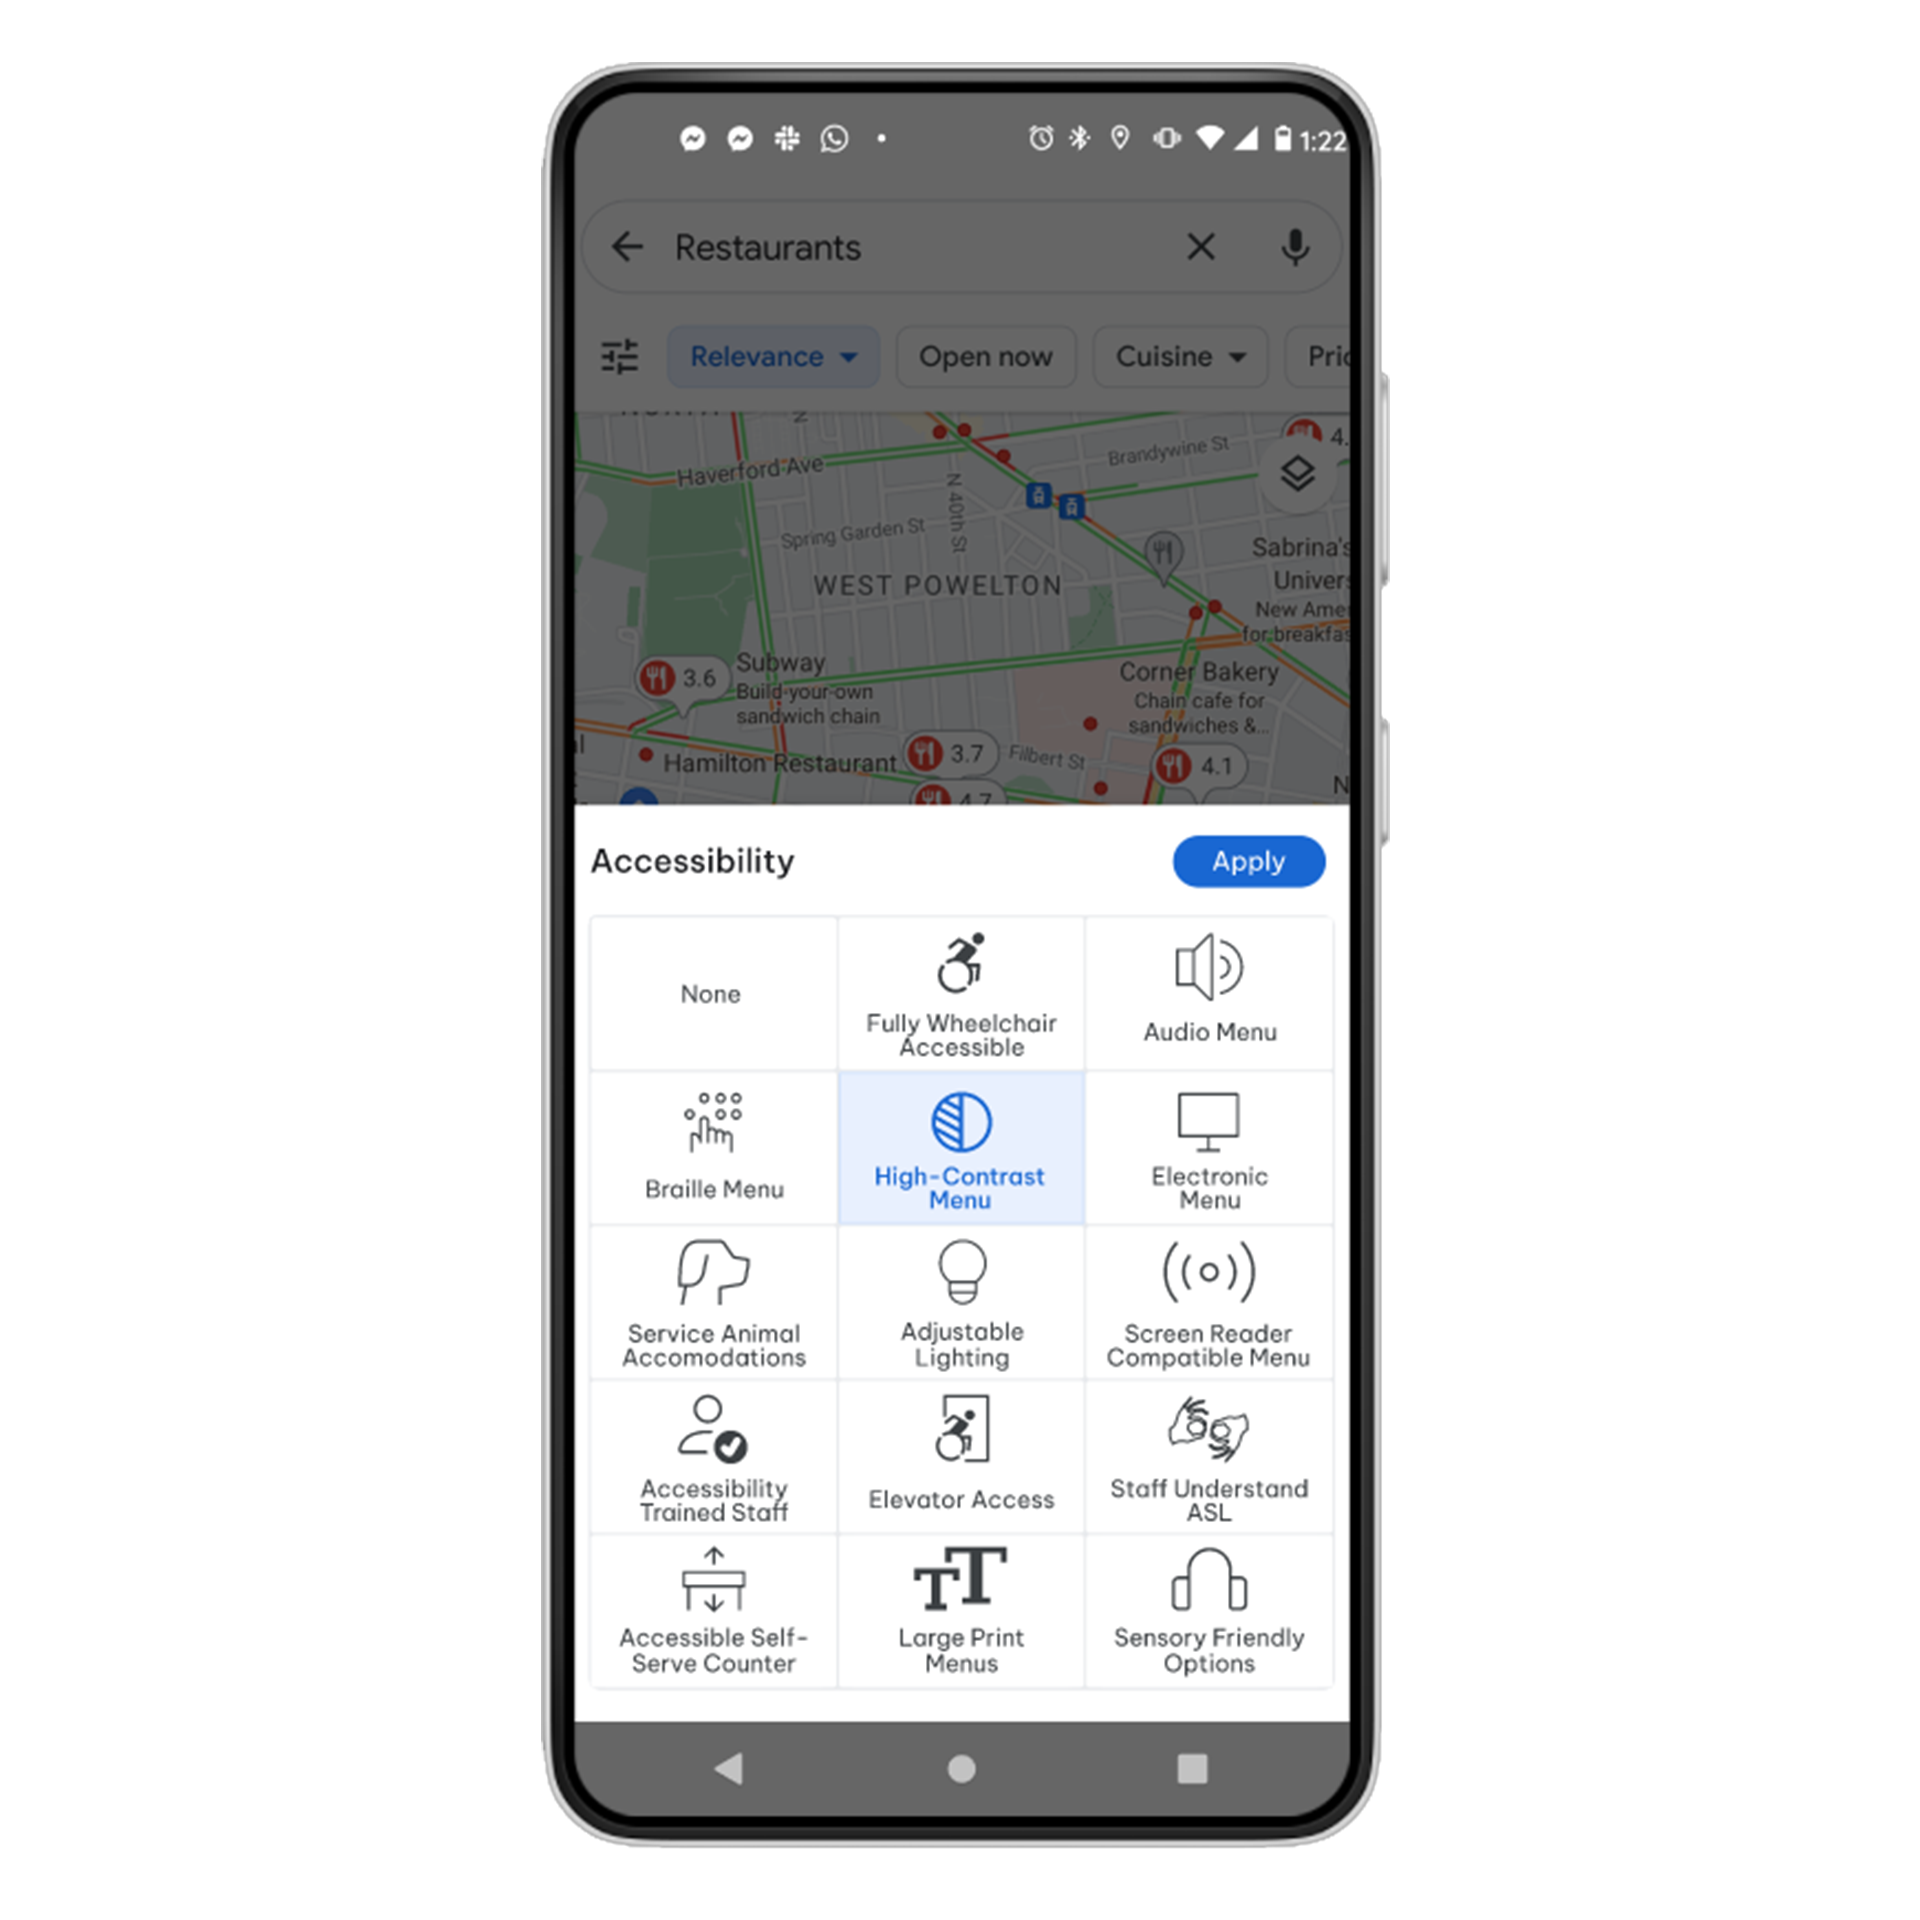 1:22
Restaurants
Relevance
Open now
Cuisine
Haverford Ave
Brandywine St
N 40th St
Spring Garden St
WEST POWELTON
Sabrina's
New
for
3.6
Subway
Build-your-own
sandwich chain
Corner Bakery
Chain cafe for
sandwiches &...
Hamilton Restaurant
3.7
Filbert St
4.1
4.7
Accessibility
Apply
None
Fully Wheelchair
Accessible
Audio Menu
Braille Menu
High-Contrast
Menu
Electronic
Menu
Service Animal
Accomodations
Adjustable
Lighting
Screen Reader
Compatible Menu
Accessibility
Trained Staff
Elevator Access
Staff Understand
ASL
Accessible Self-
Serve Counter
Large Print
Menus
Sensory Friendly
Options